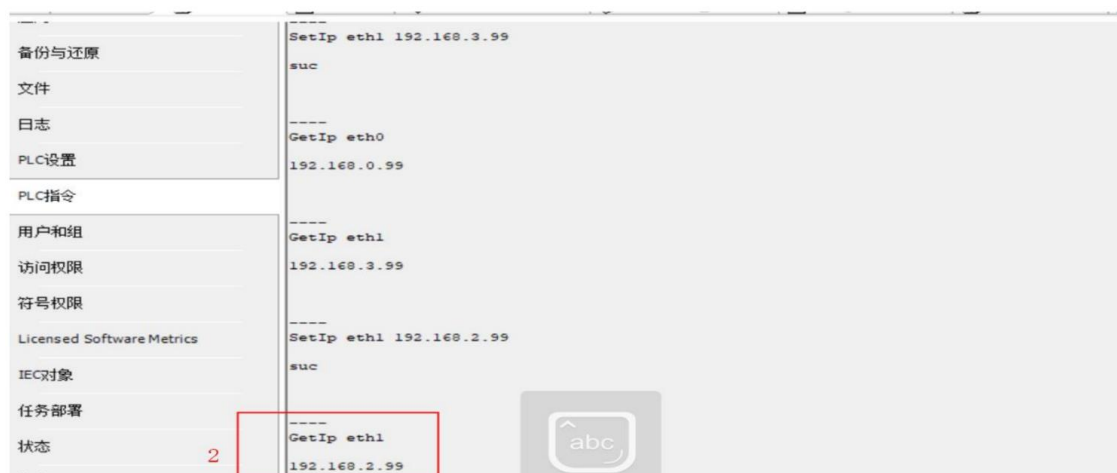 备份与还原
文件
日志
PLC设置
PLC指令
用户和组
访问权限
符号权限
Licensed Software Metrics
IEC对象
任务部署
状态
2
----
SetIp eth1 192.168.3.99
suc
----
GetIp eth0
192.168.0.99
----
GetIp eth1
192.168.3.99
----
SetIp eth1 192.168.2.99
suc
----
GetIp eth1
192.168.2.99
abc